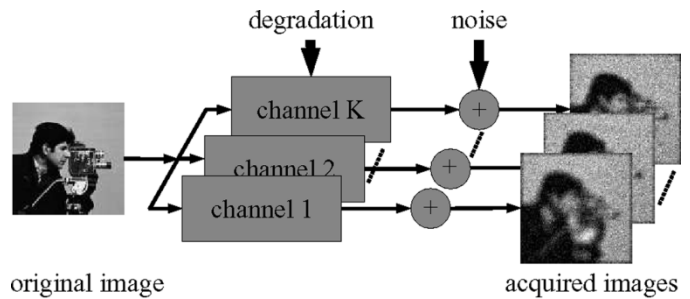 degradation
noise
channel K
+
channel 2
+
channel 1
+
original image
acquired images